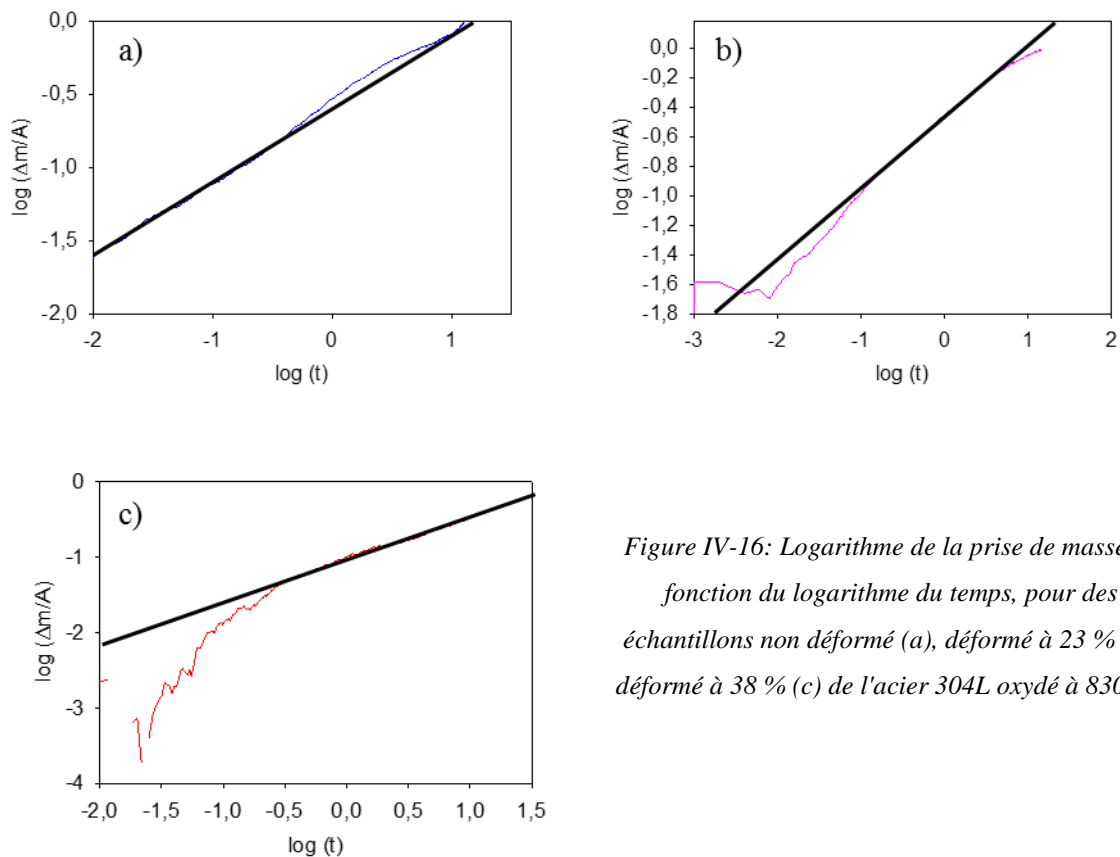 a)
0,0
-0,5
-1,0
-1,5
-2,0
log (Δm/A)
-2
-1
0
1
log (t)
b)
0,0
-0,2
-0,4
-0,6
-0,8
-1,0
-1,2
-1,4
-1,6
-1,8
log (Δm/A)
-3
-2
-1
0
1
2
log (t)
c)
0
-1
-2
-3
-4
log (Δm/A)
-2,0
-1,5
-1,0
-0,5
0,0
0,5
1,0
1,5
log (t)
Figure IV-16: Logarithme de la prise de masse
fonction du logarithme du temps, pour des
échantillons non déformé (a), déformé à 23 %
déformé à 38 % (c) de l'acier 304L oxydé à 830